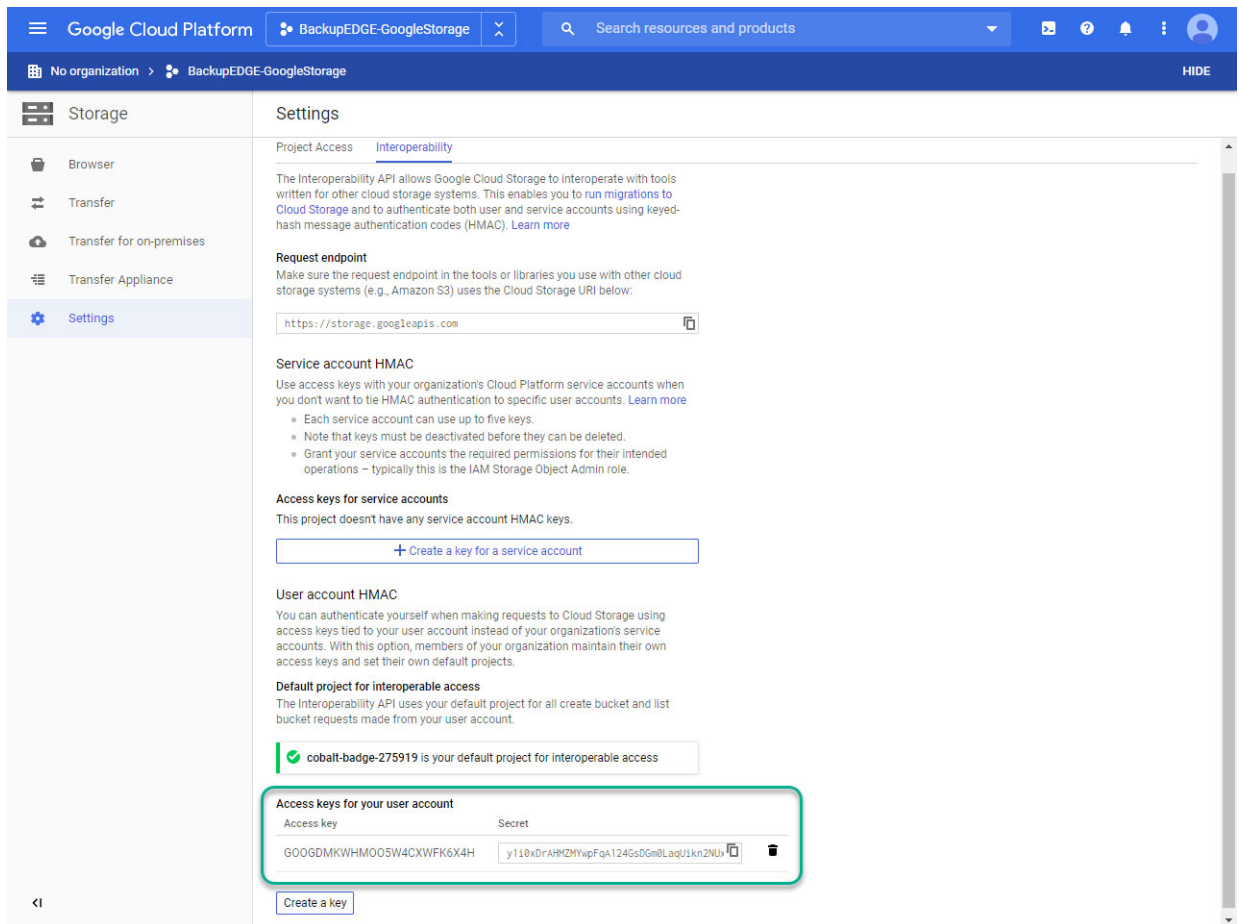 Google Cloud Platform
BackupEDGE-GoogleStorage
Search resources and products
No organization > BackupEDGE-GoogleStorage
HIDE
Storage
Browser
Transfer
Transfer for on-premises
Transfer Appliance
Settings
Settings
Project Access Interoperability
The Interoperability API allows Google Cloud Storage to interoperate with tools
written for other cloud storage systems. This enables you to run migrations to
Cloud Storage and to authenticate both user and service accounts using keyed-
hash message authentication codes (HMAC). Learn more
Request endpoint
Make sure the request endpoint in the tools or libraries you use with other cloud
storage systems (e.g., Amazon S3) uses the Cloud Storage URI below:
https://storage.googleapis.com
Service account HMAC
Use access keys with your organization's Cloud Platform service accounts when
you don't want to tie HMAC authentication to specific user accounts. Learn more
Each service account can use up to five keys.
Note that keys must be deactivated before they can be deleted.
Grant your service accounts the required permissions for their intended
operations – typically this is the IAM Storage Object Admin role.
Access keys for service accounts
This project doesn't have any service account HMAC keys.
+ Create a key for a service account
User account HMAC
You can authenticate yourself when making requests to Cloud Storage using
access keys tied to your user account instead of your organization's service
accounts. With this option, members of your organization maintain their own
access keys and set their own default projects.
Default project for interoperable access
The Interoperability API uses your default project for all create bucket and list
bucket requests made from your user account.
cobalt-badge-275919 is your default project for interoperable access
Access keys for your user account
Access key Secret
GOOGDMKWHMOO5W4CXWFK6X4H
Create a key